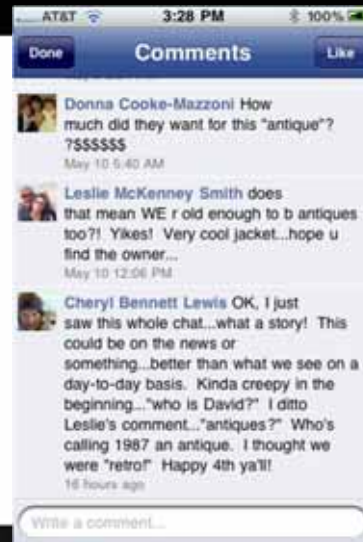 AT&T 3:28 PM 100%
Done Comments Like
Donna Cooke-Mazzoni How
much did they want for this "antique"?
?$$$$$$
May 10 5:40 AM
Leslie McKenney Smith does
that mean WE r old enough to b antiques
too?! Yikes! Very cool jacket...hope u
find the owner...
May 10 12:06 PM
Cheryl Bennett Lewis OK, I just
saw this whole chat...what a story! This
could be on the news or
something...better than what we see on a
day-to-day basis. Kinda creepy in the
beginning..."who is David?" I ditto
Leslie's comment..."antiques?" Who's
calling 1987 an antique. I thought we
were "retro!" Happy 4th ya'll!
16 hours ago
Write a comment...